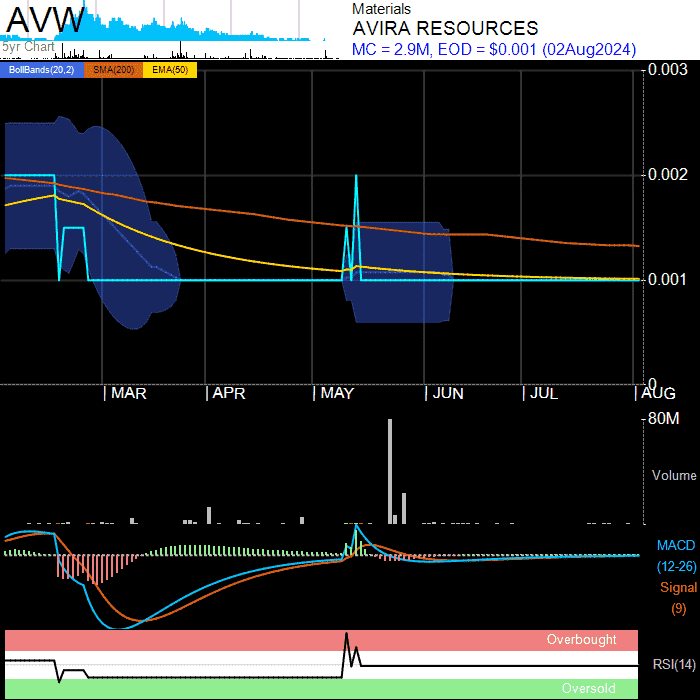 AVW
5yr Chart
Materials
AVIRA RESOURCES
MC = 2.9M, EOD = $0.001 (02Aug2024)
BollBands(20,2) SMA(200) EMA(50)
0.003
0.002
0.001
0
MAR APR MAY JUN JUL AUG
80M
Volume
MACD
(12-26)
Signal
(9)
Overbought
RSI(14)
Oversold